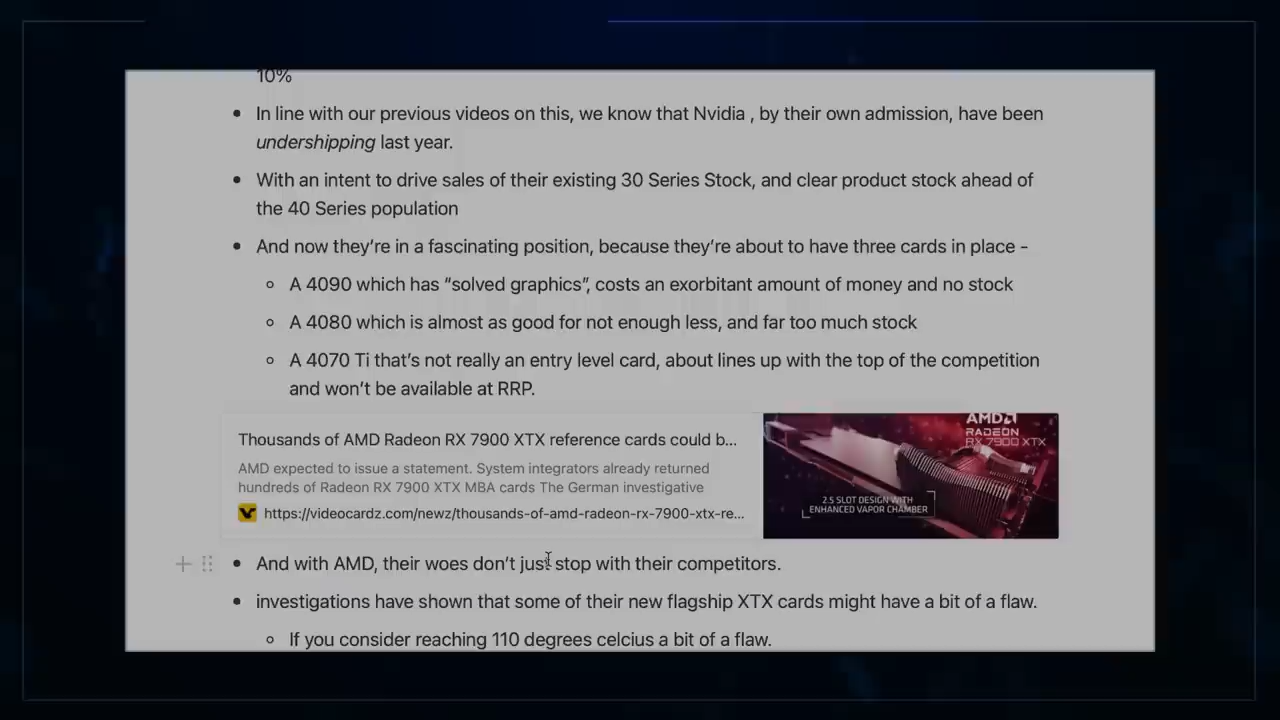 10%
In line with our previous videos on this, we know that Nvidia , by their own admission, have been
undershipping last year.
With an intent to drive sales of their existing 30 Series Stock, and clear product stock ahead of
the 40 Series population
And now they're in a fascinating position, because they're about to have three cards in place -
A 4090 which has “solved graphics”, costs an exorbitant amount of money and no stock
A 4080 which is almost as good for not enough less, and far too much stock
A 4070 Ti that's not really an entry level card, about lines up with the top of the competition
and won't be available at RRP.
Thousands of AMD Radeon RX 7900 XTX reference cards could b...
AMD expected to issue a statement. System integrators already returned
hundreds of Radeon RX 7900 XTX MBA cards The German investigative
https://videocardz.com/newz/thousands-of-amd-radeon-rx-7900-xtx-re...
AMD
RADEON
RX 7900 XTX
2.5 SLOT DESIGN WITH
ENHANCED VAPOR CHAMBER
And with AMD, their woes don't just stop with their competitors.
investigations have shown that some of their new flagship XTX cards might have a bit of a flaw.
If you consider reaching 110 degrees celcius a bit of a flaw.